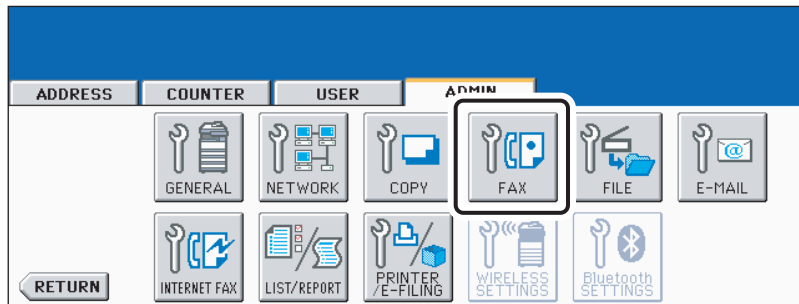 ADDRESS COUNTER USER ADMIN
GENERAL NETWORK COPY FAX FILE E-MAIL
INTERNET FAX LIST/REPORT PRINTER
/E-FILING WIRELESS
SETTINGS Bluetooth
SETTINGS
RETURN